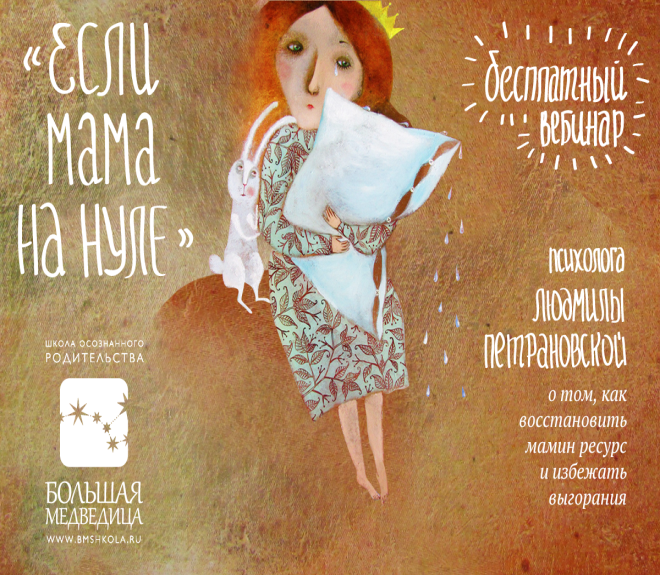 «Если
мама
на нуле»
бесплатный
вебинар
психолога
Людмилы
Петрановской
о том, как
восстановить
мамин ресурс
и избежать
выгорания
ШКОЛА ОСОЗНАННОГО
РОДИТЕЛЬСТВА
БОЛЬШАЯ
МЕДВЕДИЦА
WWW.BMSHKOLA.RU